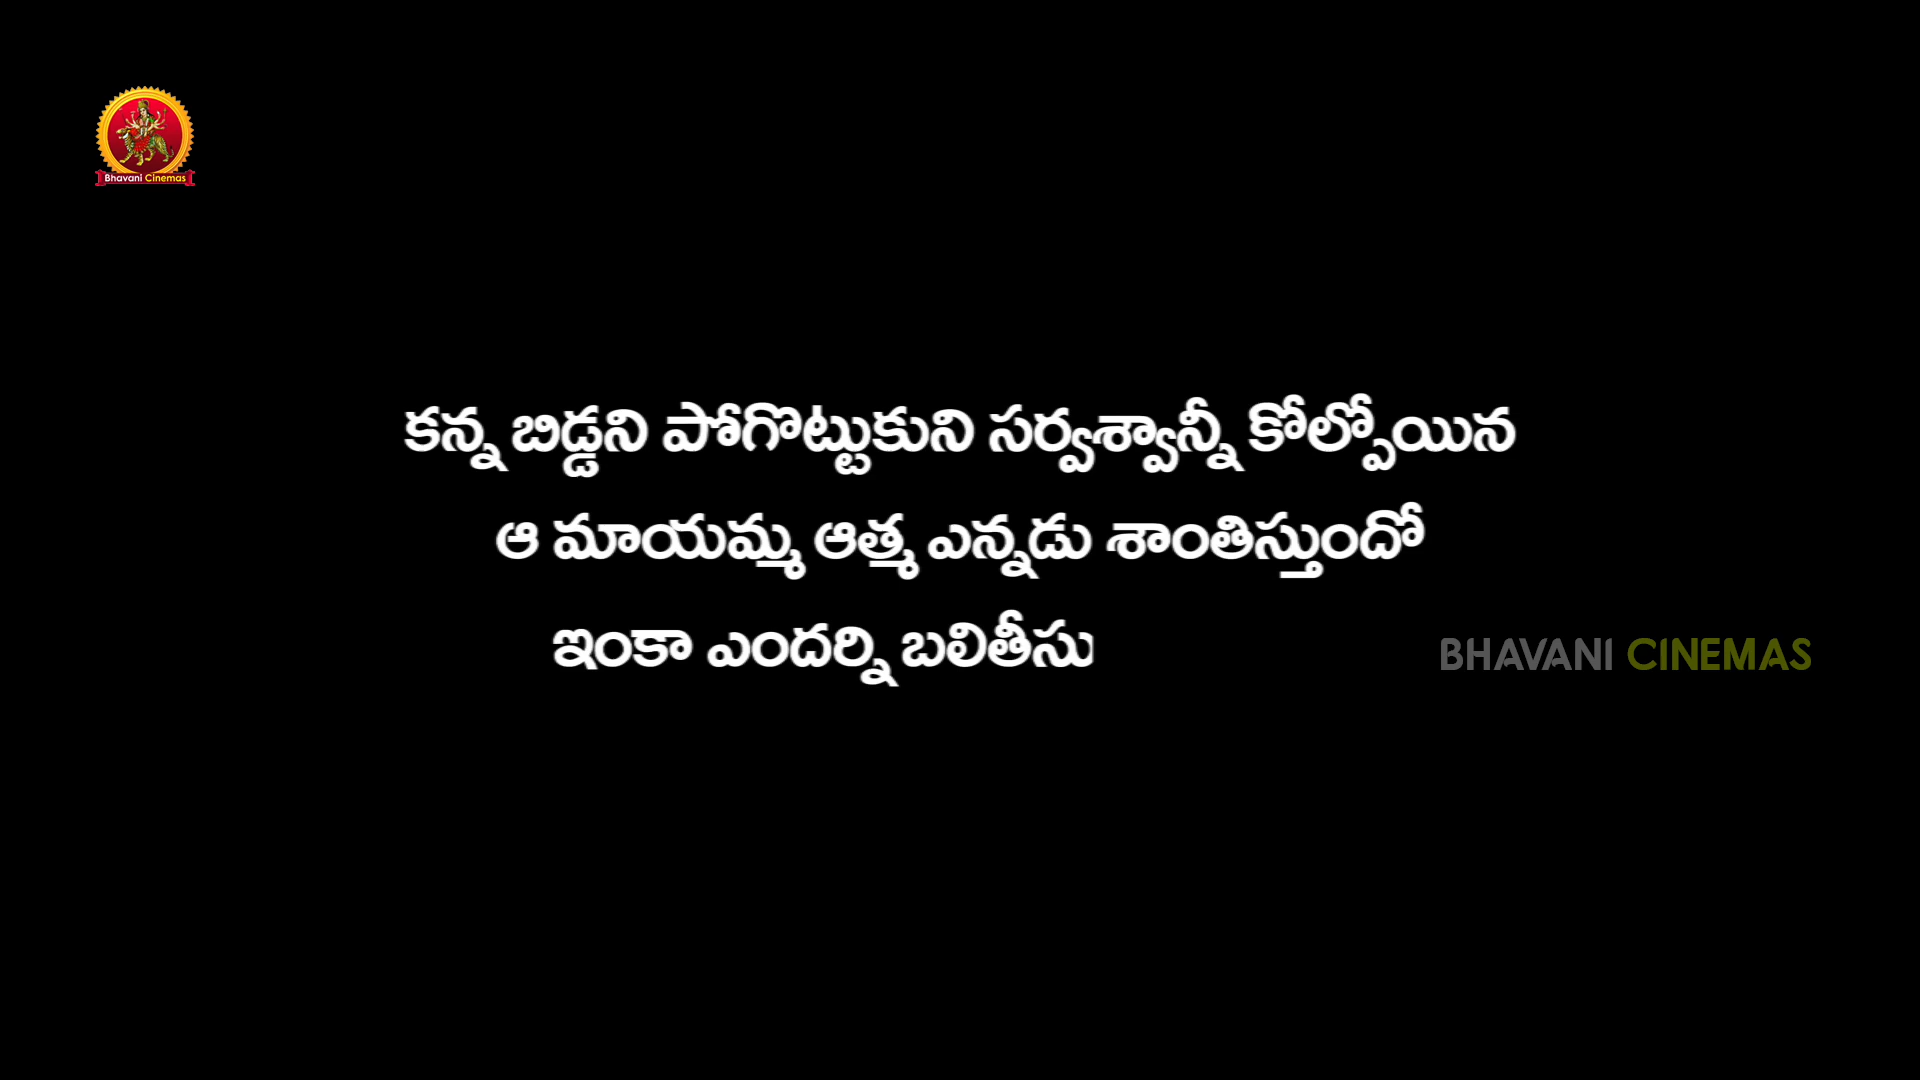 Bhavani Cinemas
కన్న బిడ్డని పోగొట్టుకుని సర్వశ్వాన్నీ కోల్పోయిన
ఆ మాయమ్మ ఆత్మ ఎన్నడు శాంతిస్తుందో
ఇంకా ఎందర్ని బలితీసు
BHAVANI CINEMAS